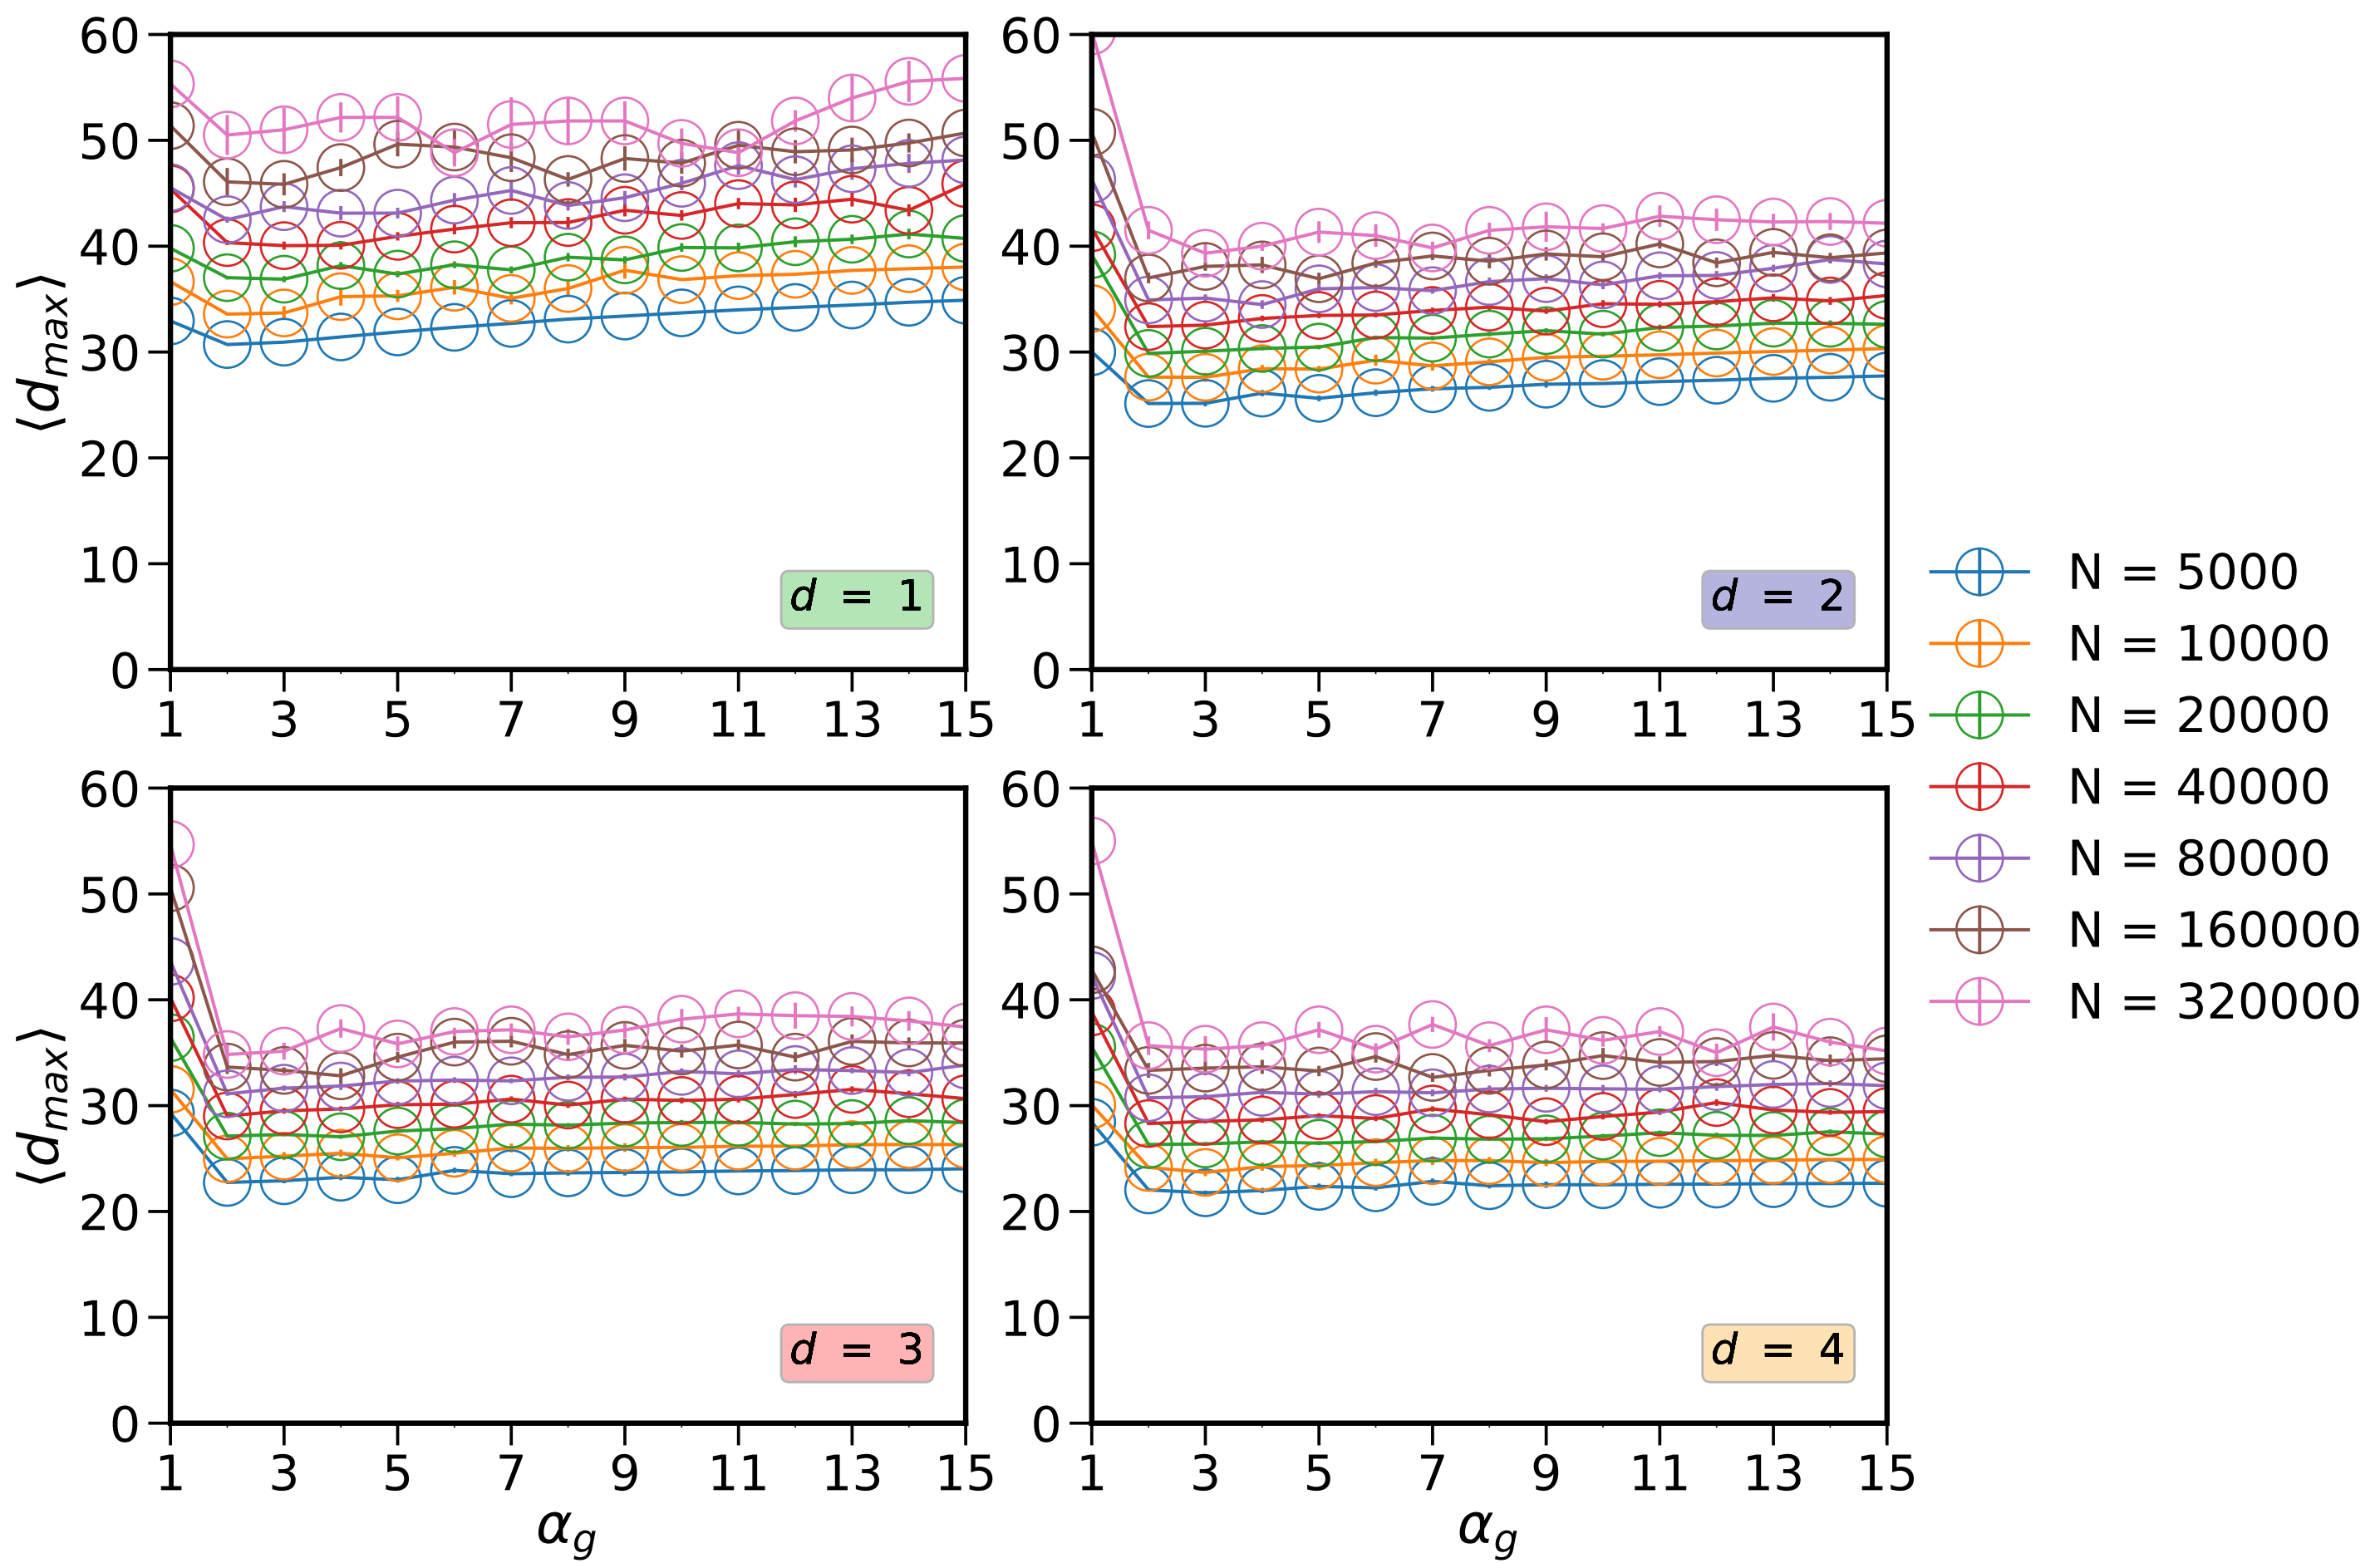 60
50
40
30
20
10
0
⟨d_max⟩
d = 1
1 3 5 7 9 11 13 15
60
50
40
30
20
10
0
d = 2
1 3 5 7 9 11 13 15
N = 5000
N = 10000
N = 20000
N = 40000
N = 80000
N = 160000
N = 320000
60
50
40
30
20
10
0
⟨d_max⟩
d = 3
1 3 5 7 9 11 13 15
α_g
60
50
40
30
20
10
0
d = 4
1 3 5 7 9 11 13 15
α_g